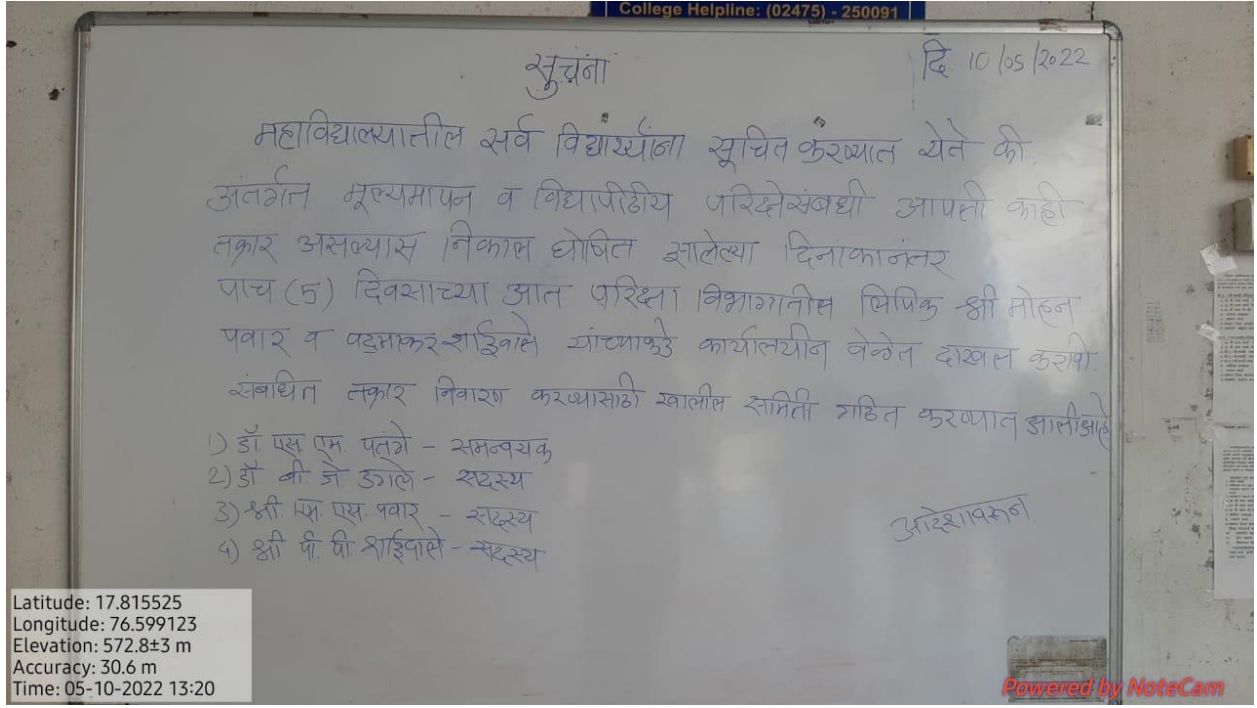 College Helpline: (02475) - 250091
सुचना
दि 10/05/2022
महाविद्यालयातील सर्व विद्यार्थ्यांना सूचित करण्यात येते की,
अंतर्गत मूल्यमापन व विद्यापीठीय परिक्षेसंबधी आपली काही
तक्रार असल्यास निकाल घोषित झालेल्या दिनांकानंतर
पाच (5) दिवसाच्या आत परिक्षा विभागातील लिपिक श्री मोहन
पवार व पद्माकर शाईवाले यांच्याकडे कार्यालयीन वेळेत दाखल करावी.
संबधित तक्रार निवारण करण्यासाठी खालील समिती गठित करण्यात आली आहे
1) डॉ. एस. एम. पतंगे - समन्वयक
2) डॉ बी. जे उगले - सदस्य
3) श्री एम. एस. पवार - सदस्य
4) श्री पी. पी शाईवाले - सदस्य
आदेशावरून
Latitude: 17.815525
Longitude: 76.599123
Elevation: 572.8±3 m
Accuracy: 30.6 m
Time: 05-10-2022 13:20
Powered by NoteCam